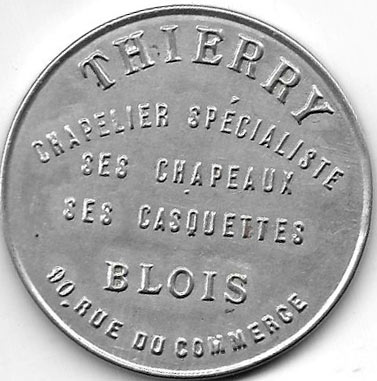 THIERRY
CHAPELIER SPÉCIALISTE
SES CHAPEAUX
SES CASQUETTES
BLOIS
90, RUE DU COMMERCE